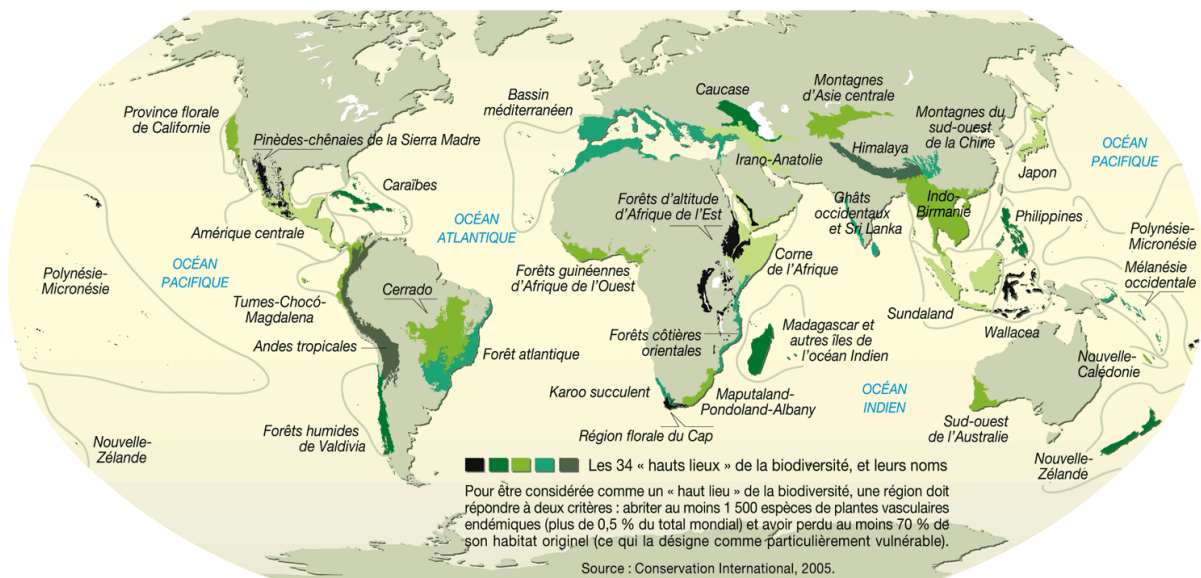 Province florale
de Californie
Pinèdes-chênaies de la Sierra Madre
Caraïbes
Amérique centrale
OCÉAN
ATLANTIQUE
OCÉAN
PACIFIQUE
Polynésie-
Micronésie
Tumes-Chocó-
Magdalena
Cerrado
Andes tropicales
Forêt atlantique
Forêts humides
de Valdivia
Nouvelle-
Zélande
Bassin
méditerranéen
Caucase
Montagnes
d'Asie centrale
Montagnes du
sud-ouest
de la Chine
OCÉAN
PACIFIQUE
Irano-Anatolie
Himalaya
Japon
Forêts d'altitude
d'Afrique de l'Est
Ghâts
occidentaux
et Sri Lanka
Indo-
Birmanie
Philippines
Polynésie-
Micronésie
Mélanésie
occidentale
Forêts guinéennes
d'Afrique de l'Ouest
Corne
de l'Afrique
Sundaland
Wallacea
Forêts côtières
orientales
Madagascar et
autres îles de
l'océan Indien
Nouvelle-
Calédonie
Karoo succulent
Maputaland-
Pondoland-Albany
OCÉAN
INDIEN
Région florale du Cap
Sud-ouest
de l'Australie
Nouvelle-
Zélande
Les 34 « hauts lieux » de la biodiversité, et leurs noms
Pour être considérée comme un « haut lieu » de la biodiversité, une région doit
répondre à deux critères : abriter au moins 1 500 espèces de plantes vasculaires
endémiques (plus de 0,5 % du total mondial) et avoir perdu au moins 70 % de
son habitat originel (ce qui la désigne comme particulièrement vulnérable).
Source : Conservation International, 2005.